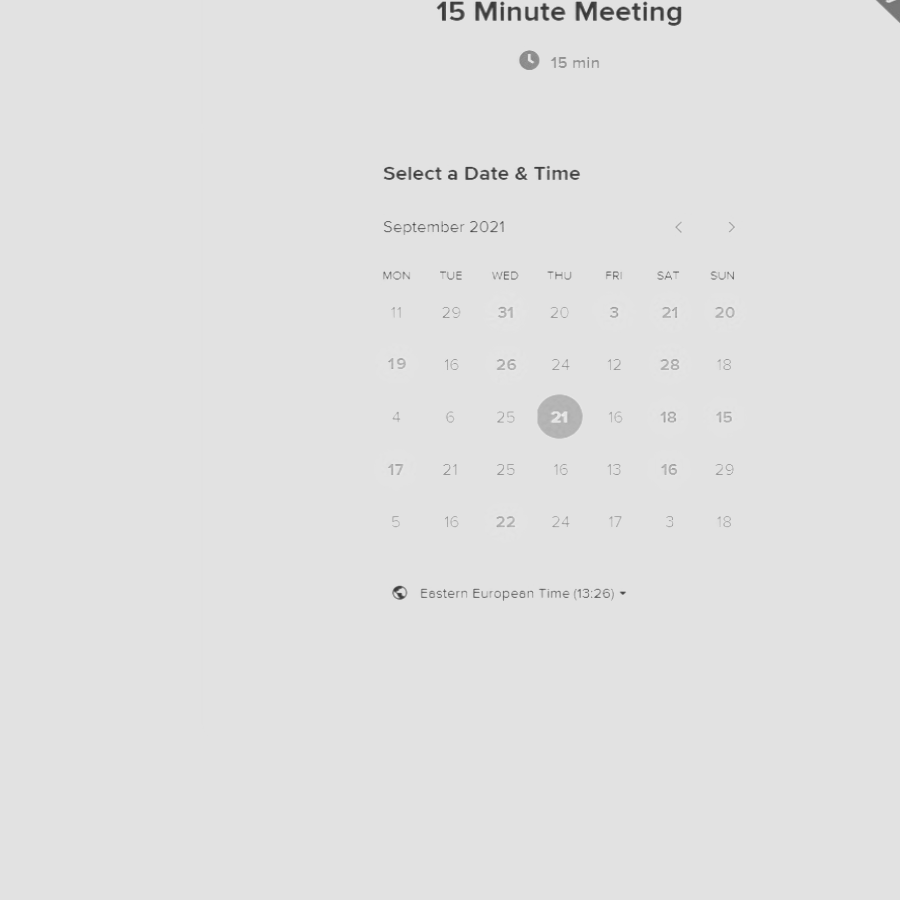 15 Minute Meeting
15 min
Select a Date & Time
September 2021
MON TUE WED THU FRI SAT SUN
11 29 31 20 3 21 20
19 16 26 24 12 28 18
4 6 25 21 16 18 15
17 21 25 16 13 16 29
5 16 22 24 17 3 18
Eastern European Time (13:26)